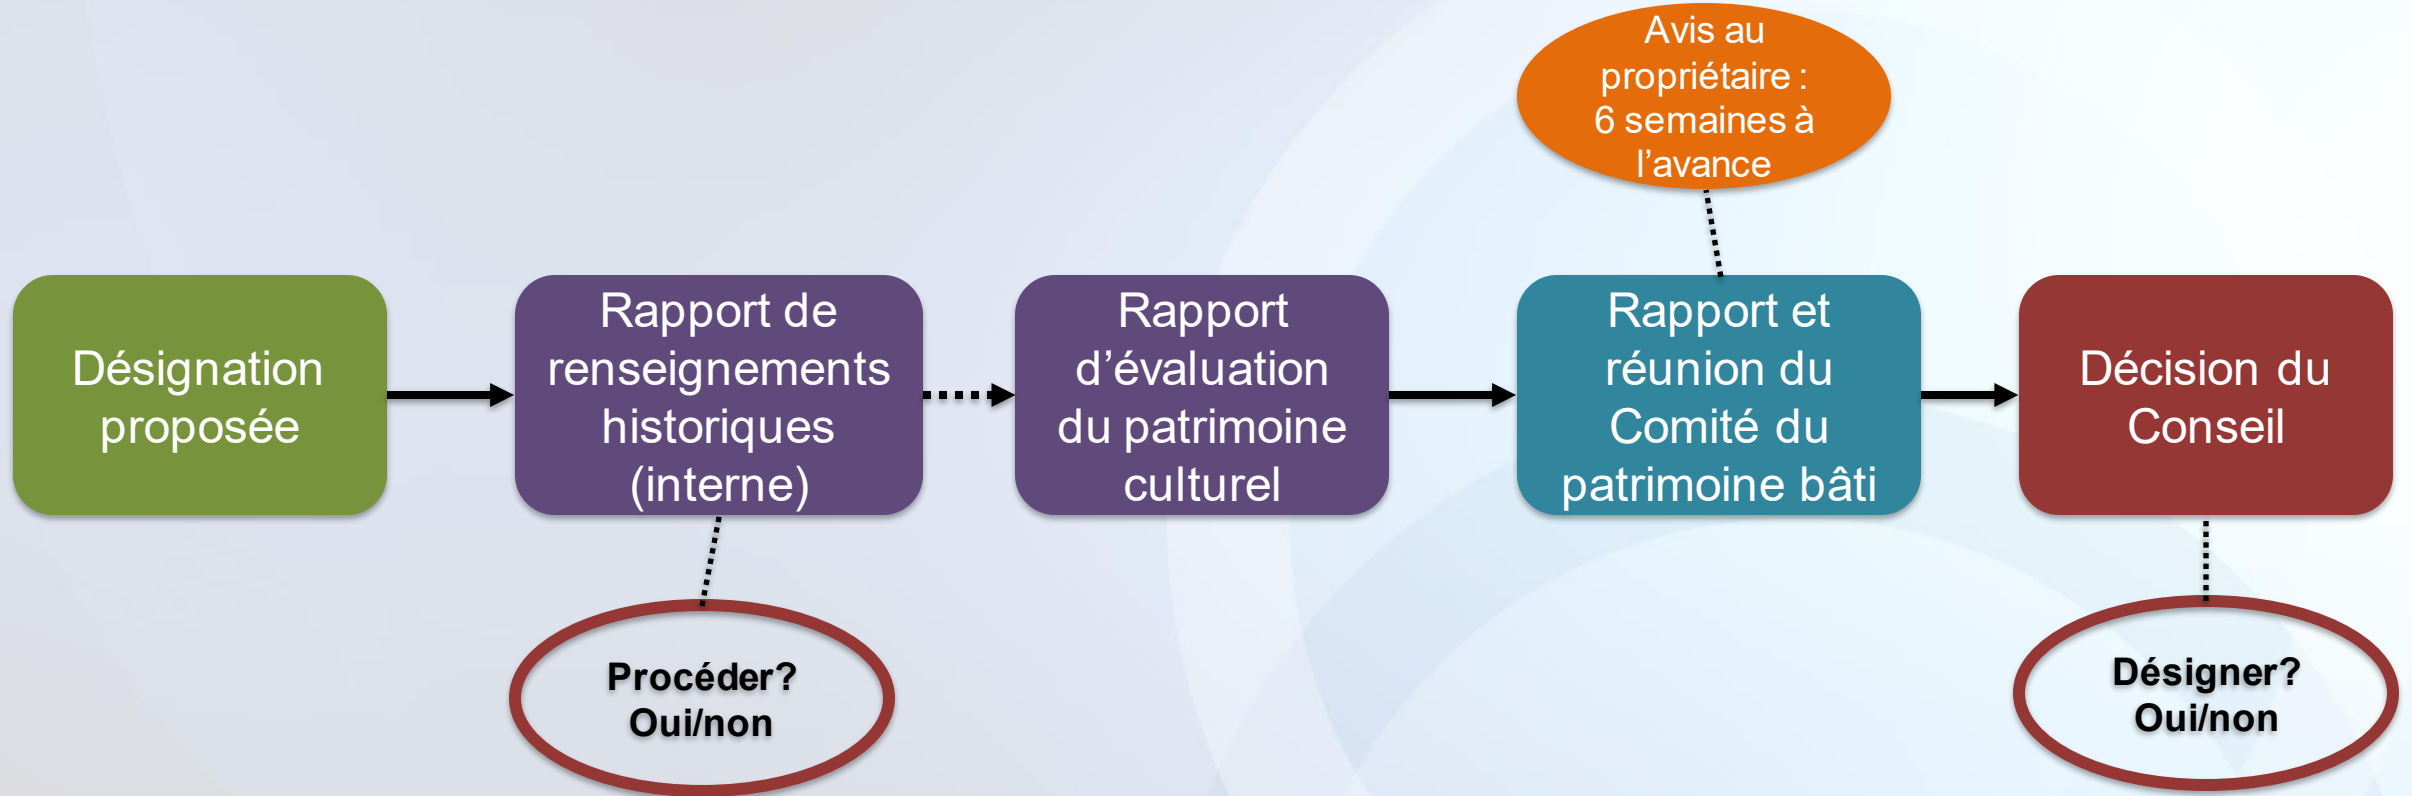 Avis au
propriétaire :
6 semaines à
l’avance
Désignation
proposée
Rapport de
renseignements
historiques
(interne)
Rapport
d’évaluation
du patrimoine
culturel
Rapport et
réunion du
Comité du
patrimoine bâti
Décision du
Conseil
Procéder?
Oui/non
Désigner?
Oui/non